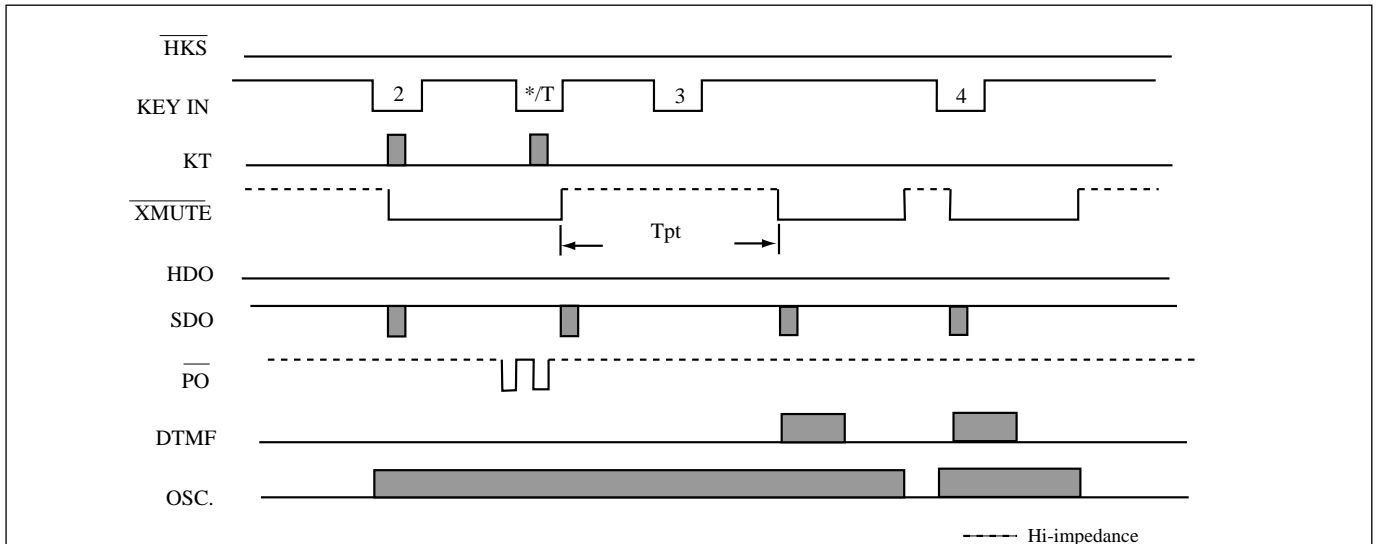 HKS
KEY IN
2
*/T
3
4
KT
XMUTE
Tpt
HDO
SDO
PO
DTMF
OSC.
Hi-impedance